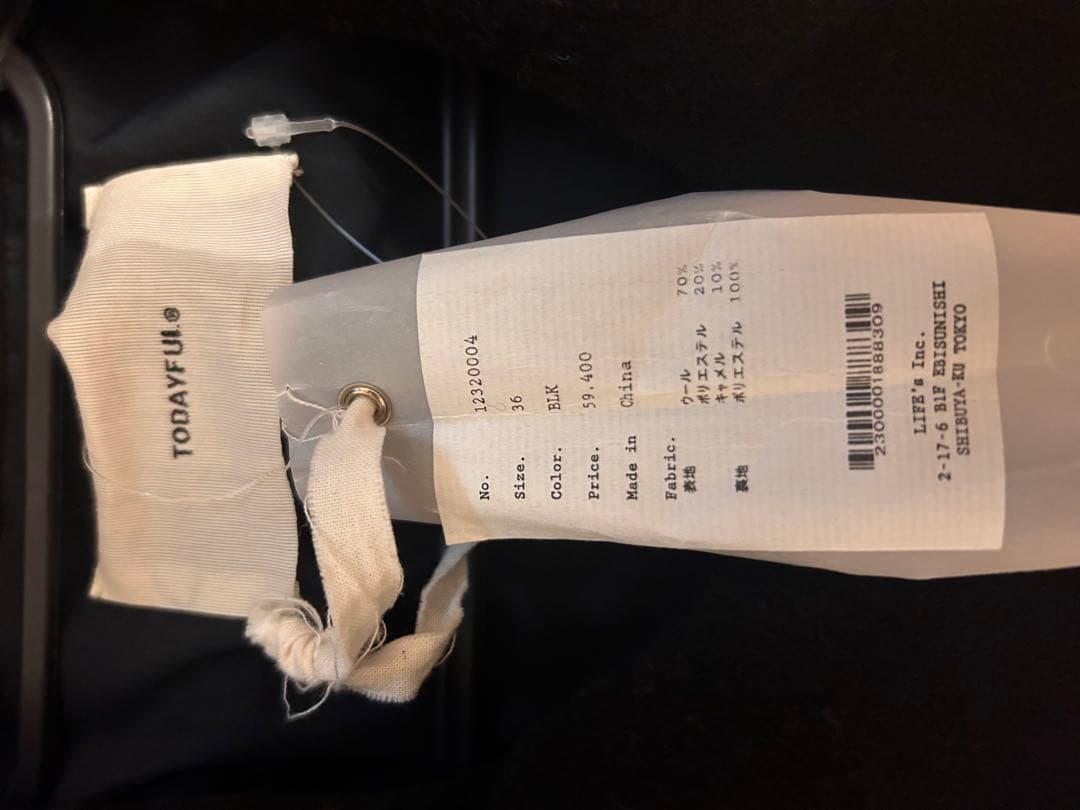 TODAYFUL®
No. 12320004
Size. 36
Color. BLK
Price. 59.400
Made in China
Fabric.
表地 ウール 70%
ポリエステル 20%
キャメル 10%
裏地 ポリエステル 100%
2300001888309
LIFE's Inc.
2-17-6 B1F EBISUNISHI
SHIBUYA-KU TOKYO